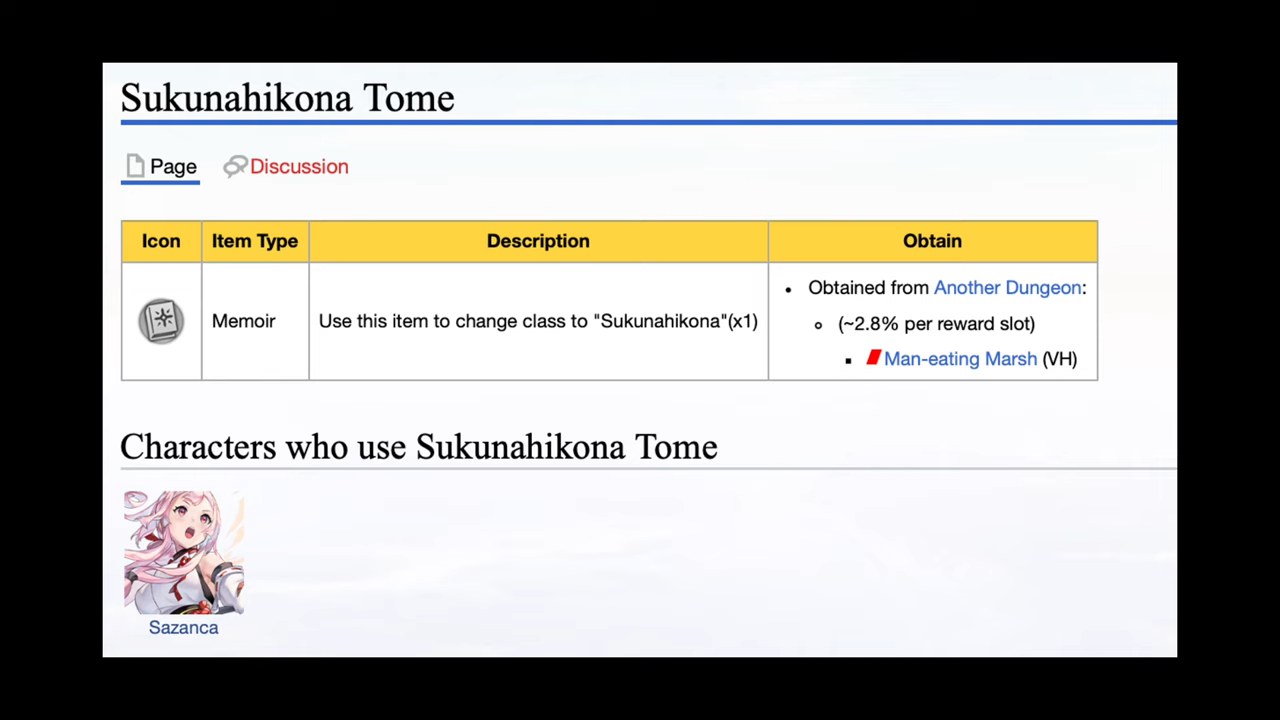 Sukunahikona Tome
Page Discussion
Icon Item Type Description Obtain
Memoir Use this item to change class to "Sukunahikona"(x1)
• Obtained from Another Dungeon:
(~2.8% per reward slot)
Man-eating Marsh (VH)
Characters who use Sukunahikona Tome
Sazanca